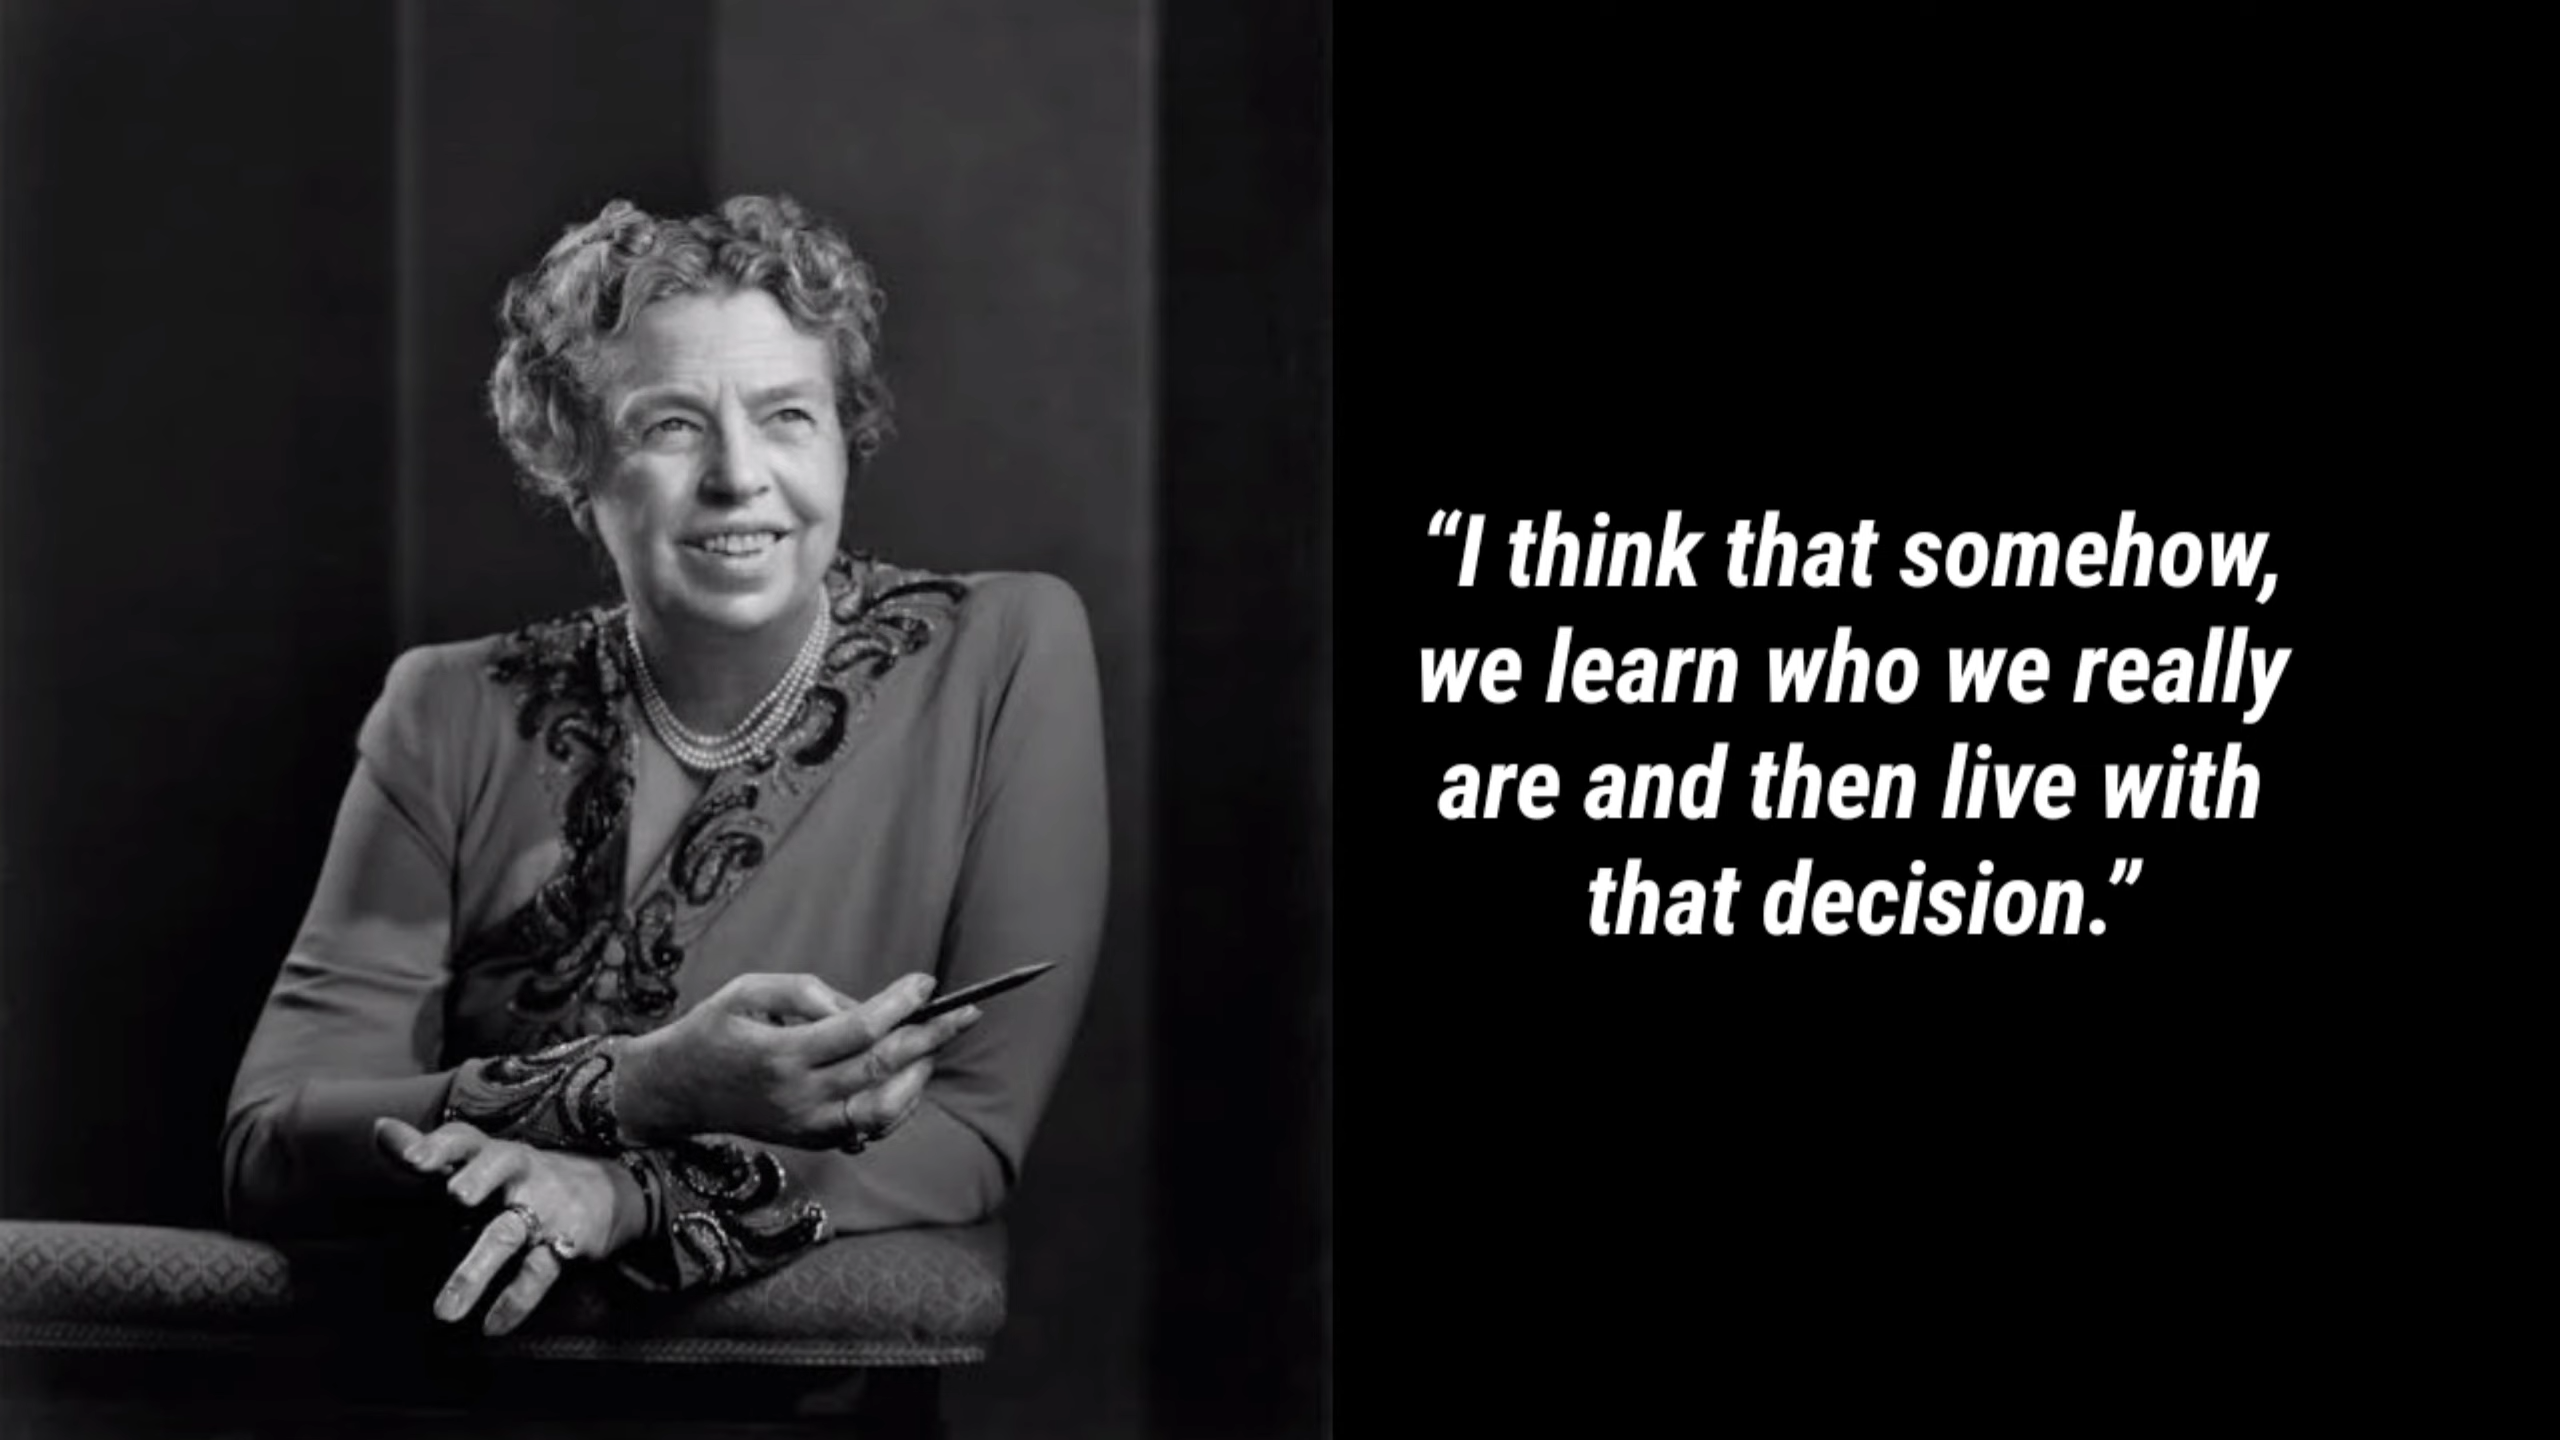 “I think that somehow,
we learn who we really
are and then live with
that decision.”